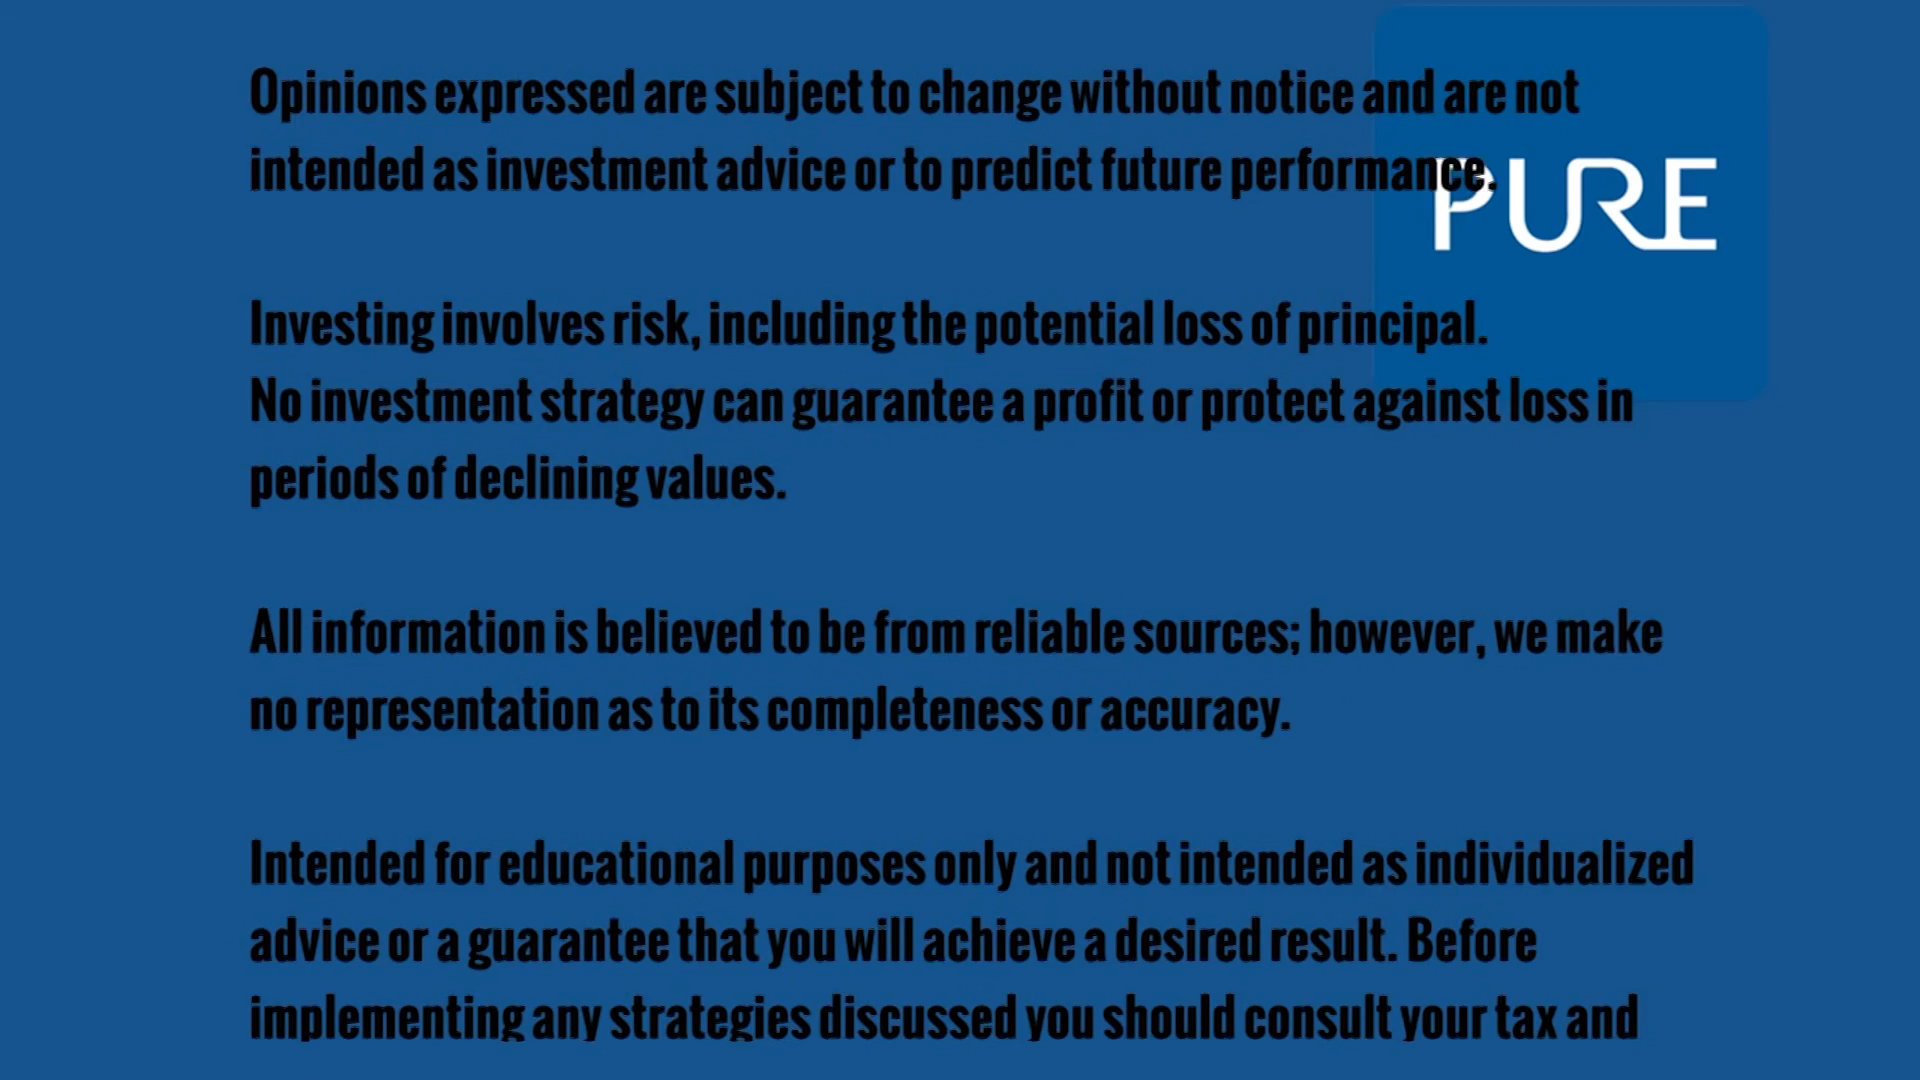 Opinions expressed are subject to change without notice and are not
intended as investment advice or to predict future performance.
PURE
Investing involves risk, including the potential loss of principal.
No investment strategy can guarantee a profit or protect against loss in
periods of declining values.
All information is believed to be from reliable sources; however, we make
no representation as to its completeness or accuracy.
Intended for educational purposes only and not intended as individualized
advice or a guarantee that you will achieve a desired result. Before
implementing any strategies discussed you should consult your tax and